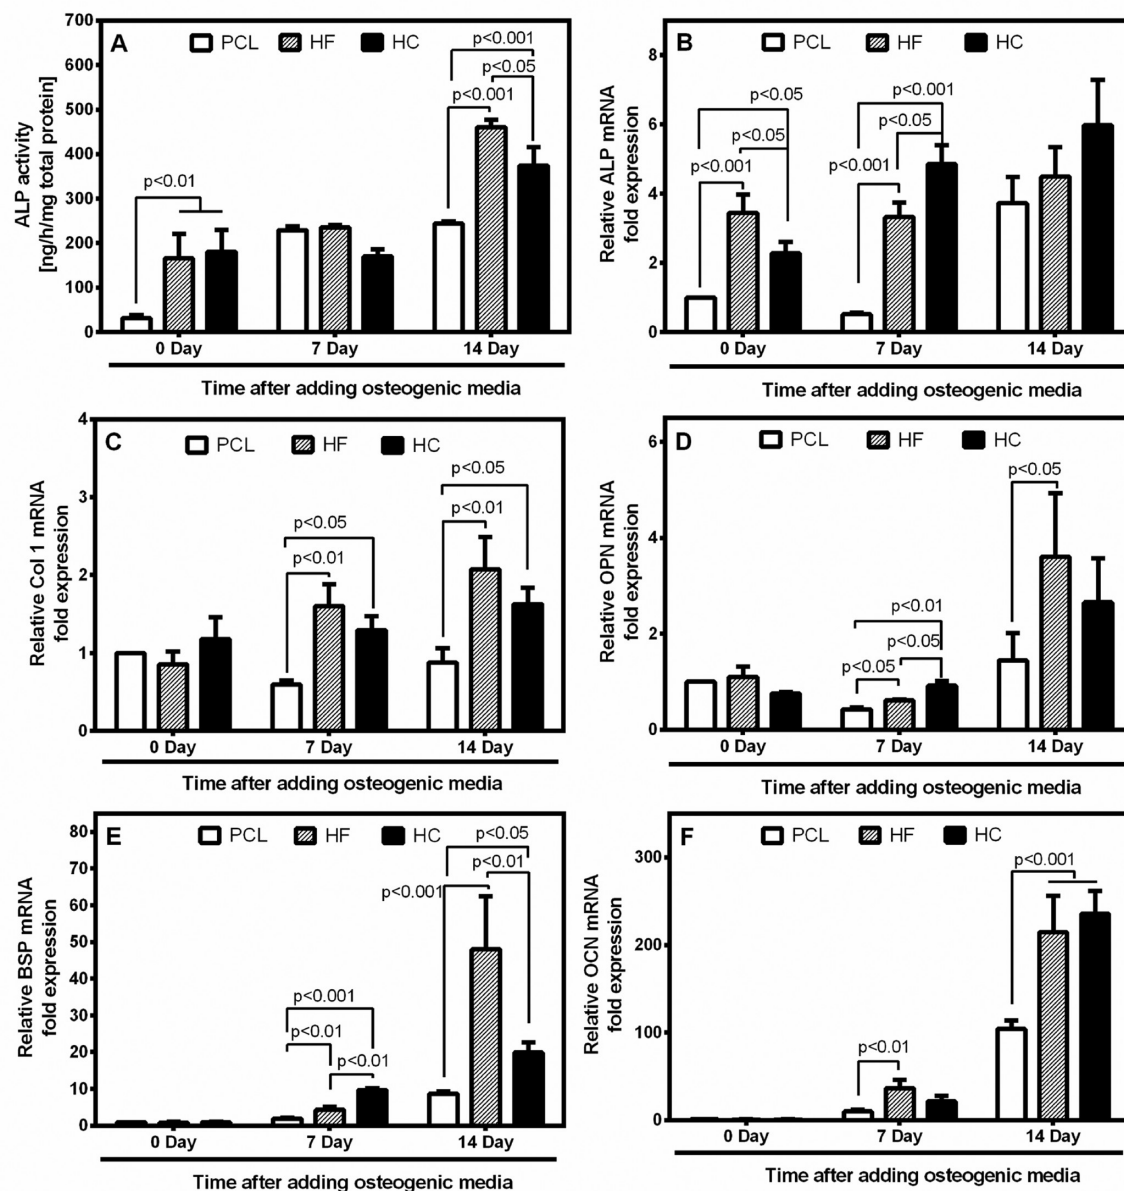 A
PCL HF HC
ALP activity
[ng/h/mg total protein]
700
600
500
400
300
200
100
0
p<0.01
p<0.001
p<0.05
p<0.001
0 Day 7 Day 14 Day
Time after adding osteogenic media
B
PCL HF HC
Relative ALP mRNA
fold expression
8
6
4
2
0
p<0.05
p<0.05
p<0.001
p<0.001
p<0.05
p<0.001
0 Day 7 Day 14 Day
Time after adding osteogenic media
C
PCL HF HC
Relative Col 1 mRNA
fold expression
4
3
2
1
0
p<0.05
p<0.01
p<0.05
p<0.01
0 Day 7 Day 14 Day
Time after adding osteogenic media
D
PCL HF HC
Relative OPN mRNA
fold expression
6
4
2
0
p<0.01
p<0.05
p<0.05
p<0.05
0 Day 7 Day 14 Day
Time after adding osteogenic media
E
PCL HF HC
Relative BSP mRNA
fold expression
80
70
60
50
40
30
20
10
0
p<0.001
p<0.01
p<0.01
p<0.05
p<0.01
p<0.001
0 Day 7 Day 14 Day
Time after adding osteogenic media
F
PCL HF HC
Relative OCN mRNA
fold expression
300
200
100
0
p<0.01
p<0.001
0 Day 7 Day 14 Day
Time after adding osteogenic media